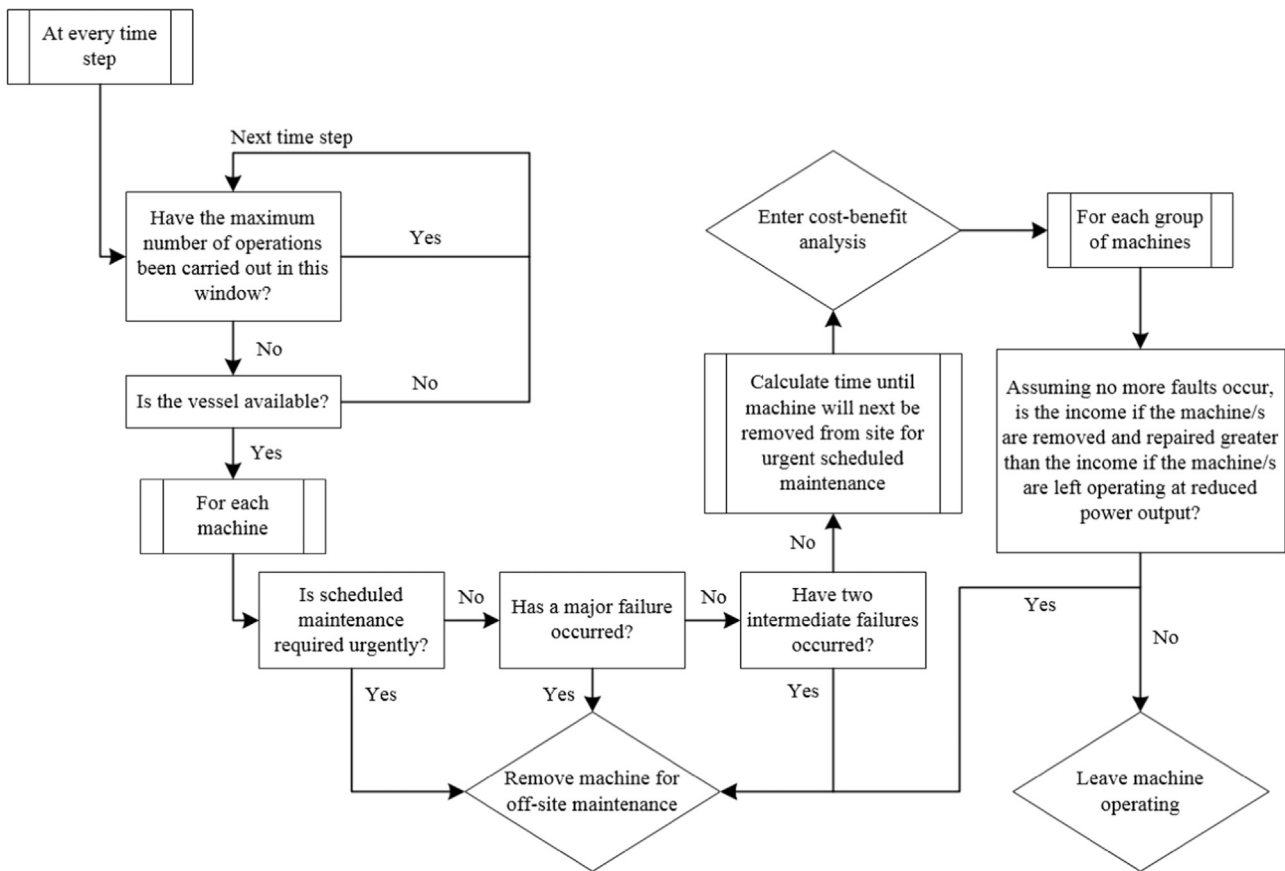 At every time
step
Next time step
Have the maximum
number of operations
been carried out in this
window?
Yes
No
Is the vessel available?
No
Yes
For each
machine
Is scheduled
maintenance
required urgently?
No
Yes
Has a major failure
occurred?
No
Yes
Have two
intermediate failures
occurred?
No
Yes
Calculate time until
machine will next be
removed from site for
urgent scheduled
maintenance
Enter cost-benefit
analysis
For each group
of machines
Assuming no more faults occur,
is the income if the machine/s
are removed and repaired greater
than the income if the machine/s
are left operating at reduced
power output?
Yes
No
Remove machine for
off-site maintenance
Leave machine
operating